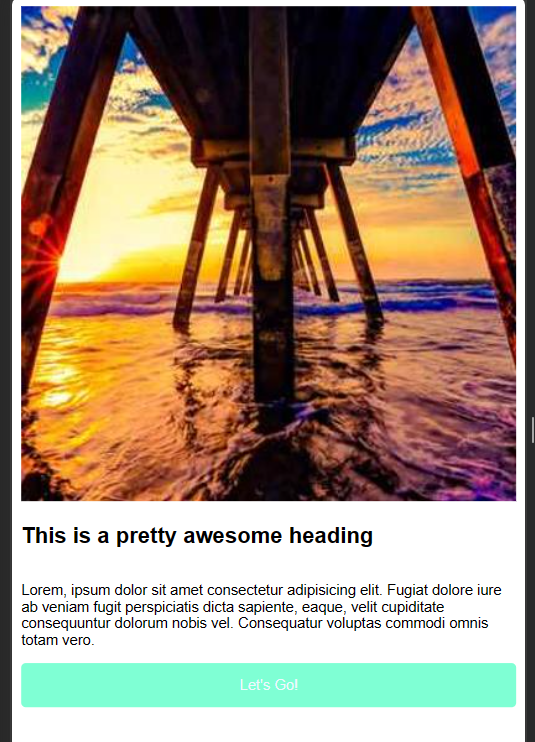 This is a pretty awesome heading
Lorem, ipsum dolor sit amet consectetur adipisicing elit. Fugiat dolore iure
ab veniam fugit perspiciatis dicta sapiente, eaque, velit cupiditate
consequuntur dolorum nobis vel. Consequatur voluptas commodi omnis
totam vero.
Let's Go!